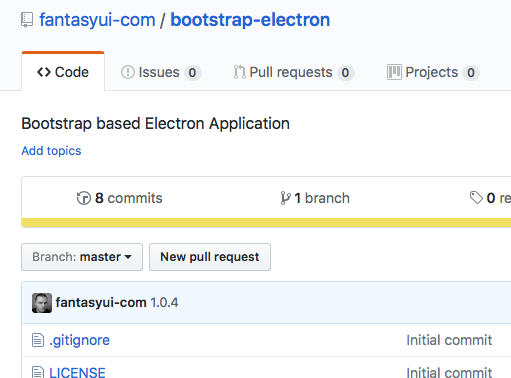 fantasyui-com / bootstrap-electron
Code Issues 0 Pull requests 0 Projects 0
Bootstrap based Electron Application
Add topics
8 commits 1 branch 0 re
Branch: master New pull request
fantasyui-com 1.0.4
.gitignore Initial commit
LICENSE Initial commit